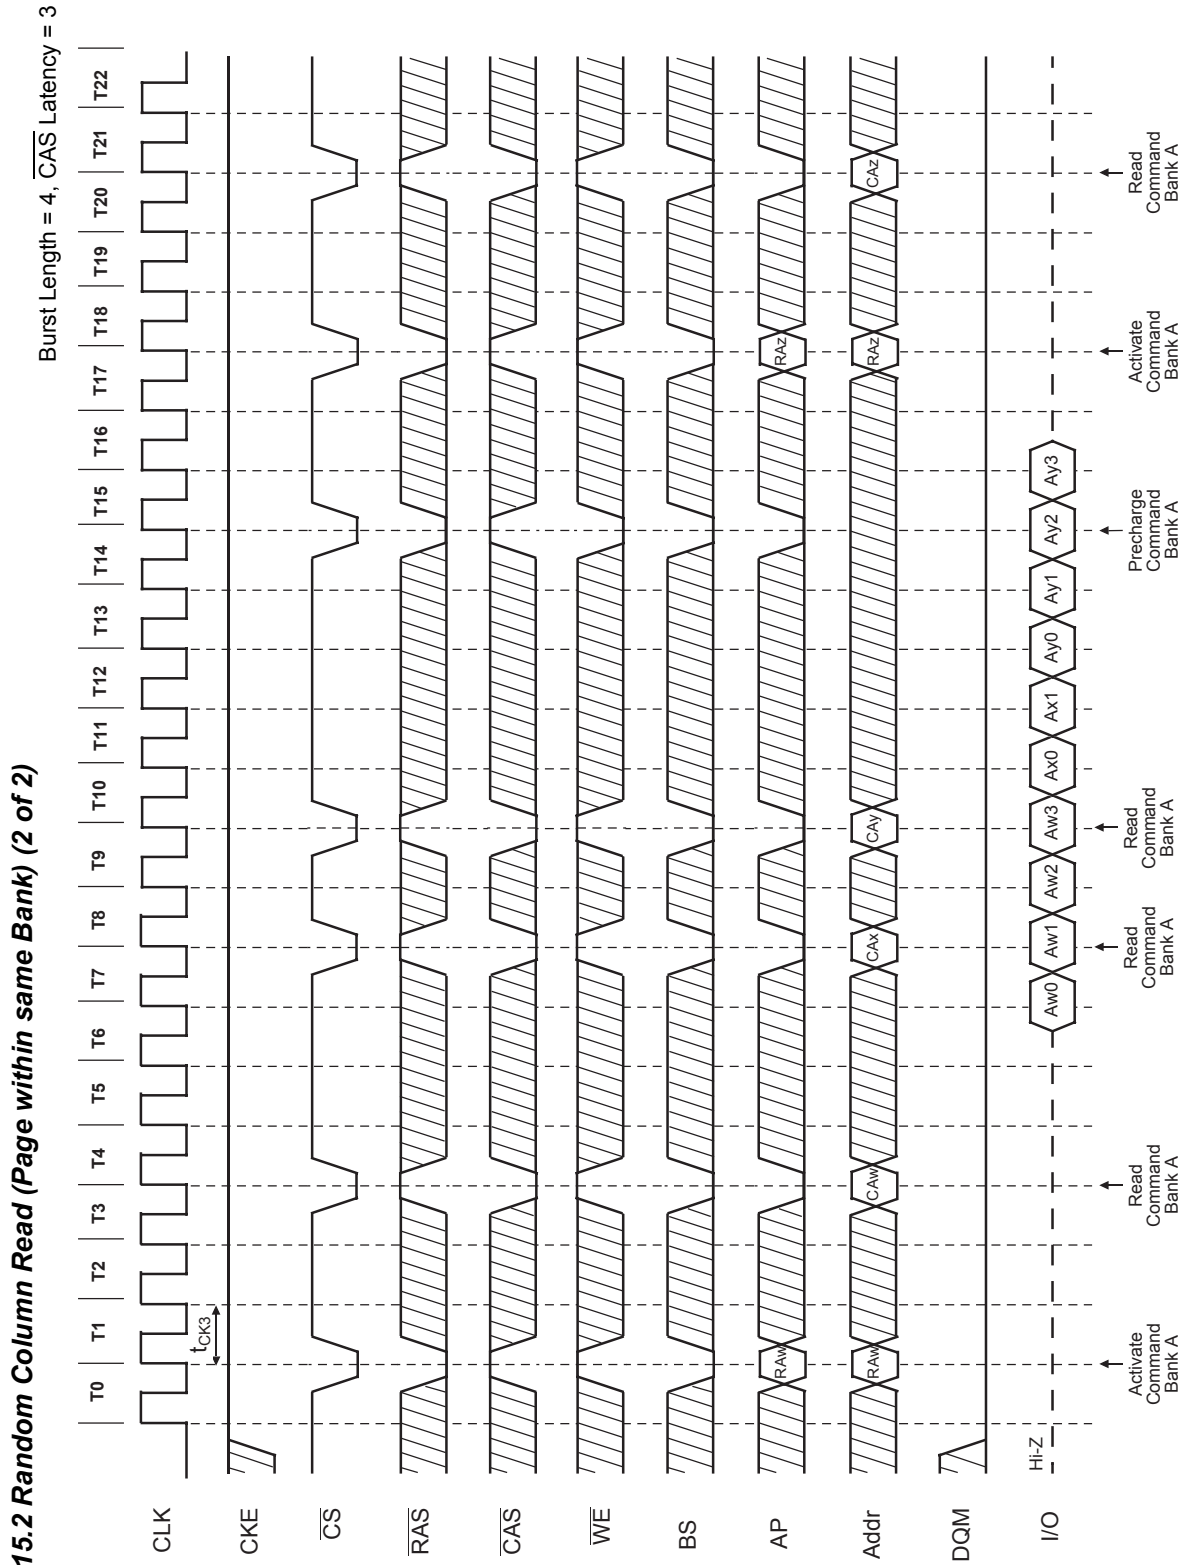 15.2 Random Column Read (Page within same Bank) (2 of 2)
Burst Length = 4, CAS Latency = 3
T0 T1 T2 T3 T4 T5 T6 T7 T8 T9 T10 T11 T12 T13 T14 T15 T16 T17 T18 T19 T20 T21 T22
CLK
tCK3
CKE
CS
RAS
CAS
WE
BS
AP
RAw RAz
Addr
RAw CAw CAx CAy RAz CAz
DQM
I/O
Hi-Z
Aw0 Aw1 Aw2 Aw3 Ax0 Ax1 Ay0 Ay1 Ay2 Ay3
Activate
Command
Bank A
Read
Command
Bank A
Read
Command
Bank A
Read
Command
Bank A
Precharge
Command
Bank A
Activate
Command
Bank A
Read
Command
Bank A